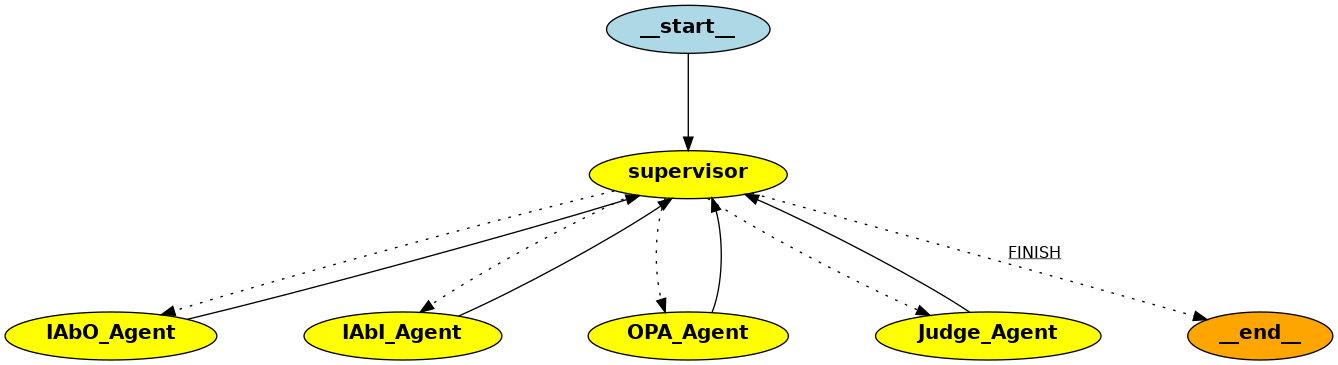 __start__
supervisor
FINISH
IAbO_Agent
IAbI_Agent
OPA_Agent
Judge_Agent
__end__